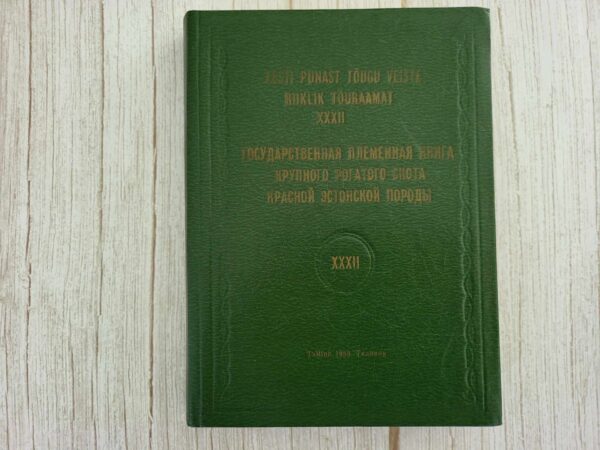 EESTI PUNAST TÕUGU VEISTE
RIIKLIK TÕURAAMAT
XXXII
ГОСУДАРСТВЕННАЯ ПЛЕМЕННАЯ КНИГА
КРУПНОГО РОГАТОГО СКОТА
КРАСНОЙ ЭСТОНСКОЙ ПОРОДЫ
XXXII
Tallinn Таллинн